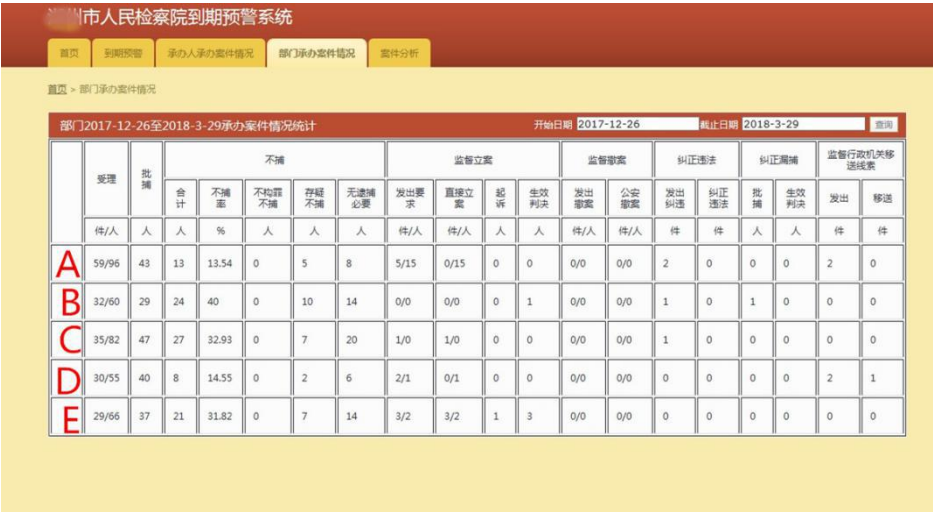 市人民检察院到期预警系统
首页 到期预警 承办人承办案件情况 部门承办案件情况 案件分析
首页 > 部门承办案件情况
部门2017-12-26至2018-3-29承办案件情况统计 开始日期 2017-12-26 截止日期 2018-3-29 查询
受理 批捕 不捕 监督立案 监督撤案 纠正违法 纠正漏捕 监督行政机关移送线索
合计 不捕率 不构罪不捕 存疑不捕 无逮捕必要 发出要求 直接立案 起诉 生效判决 发出撤案 公安撤案 发出纠违 纠正违法 批捕 生效判决 发出 移送
件/人 人 人 % 人 人 人 件/人 件/人 人 人 件/人 件/人 件 件 人 人 件 件
A 59/96 43 13 13.54 0 5 8 5/15 0/15 0 0 0/0 0/0 2 0 0 0 2 0
B 32/60 29 24 40 0 10 14 0/0 0/0 0 1 0/0 0/0 1 0 1 0 0 0
C 35/82 47 27 32.93 0 7 20 1/0 1/0 0 0 0/0 0/0 1 0 0 0 0 0
D 30/55 40 8 14.55 0 2 6 2/1 0/1 0 0 0/0 0/0 0 0 0 0 2 1
E 29/66 37 21 31.82 0 7 14 3/2 3/2 1 3 0/0 0/0 0 0 0 0 0 0